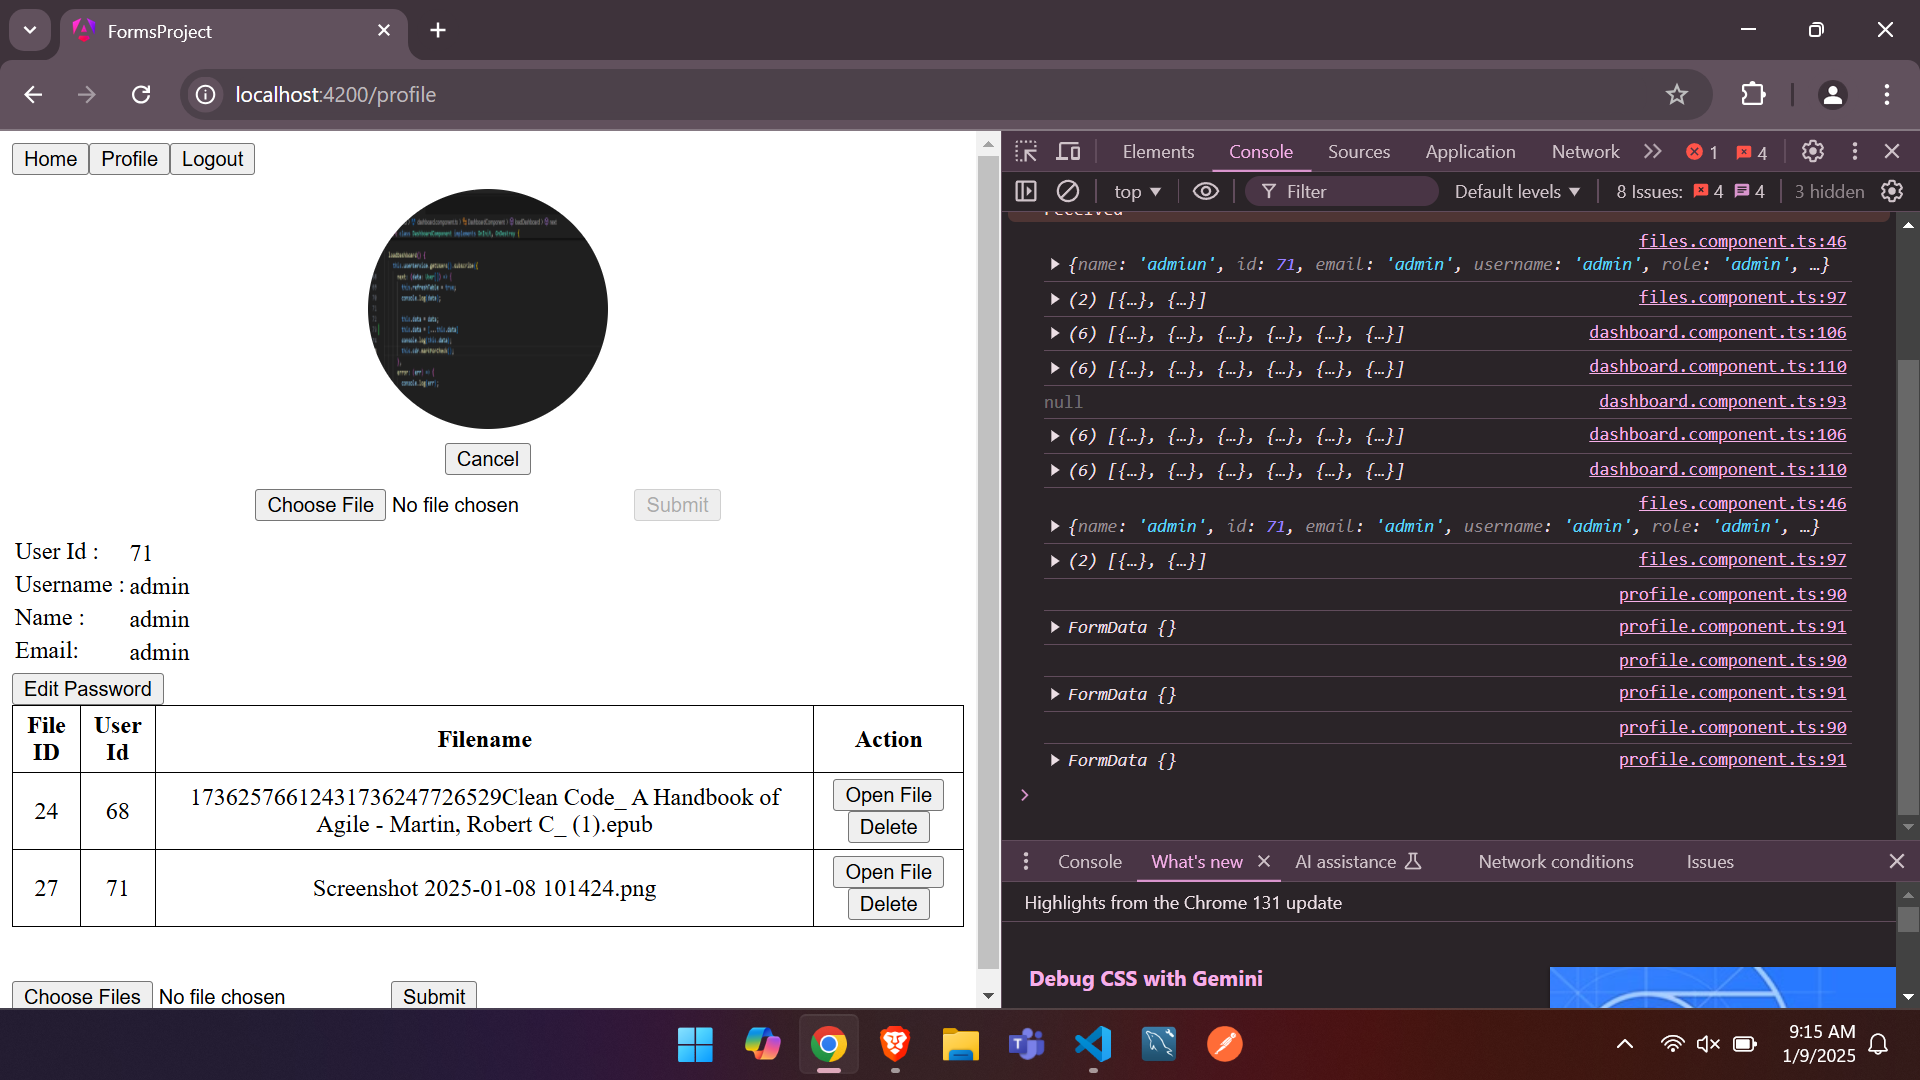 FormsProject
localhost:4200/profile
Home Profile Logout
Cancel
Choose File No file chosen Submit
User Id : 71
Username : admin
Name : admin
Email: admin
Edit Password
File ID User Id Filename Action
24 68 17362576612431736247726529Clean Code_ A Handbook of Agile - Martin, Robert C_ (1).epub Open File Delete
27 71 Screenshot 2025-01-08 101424.png Open File Delete
Choose Files No file chosen Submit
Elements Console Sources Application Network 1 4
top Filter Default levels 8 Issues: 4 4 3 hidden
received
files.component.ts:46
{name: 'admiun', id: 71, email: 'admin', username: 'admin', role: 'admin', …}
(2) [{…}, {…}] files.component.ts:97
(6) [{…}, {…}, {…}, {…}, {…}, {…}] dashboard.component.ts:106
(6) [{…}, {…}, {…}, {…}, {…}, {…}] dashboard.component.ts:110
null dashboard.component.ts:93
(6) [{…}, {…}, {…}, {…}, {…}, {…}] dashboard.component.ts:106
(6) [{…}, {…}, {…}, {…}, {…}, {…}] dashboard.component.ts:110
files.component.ts:46
{name: 'admin', id: 71, email: 'admin', username: 'admin', role: 'admin', …}
(2) [{…}, {…}] files.component.ts:97
profile.component.ts:90
FormData {} profile.component.ts:91
profile.component.ts:90
FormData {} profile.component.ts:91
profile.component.ts:90
FormData {} profile.component.ts:91
Console What's new AI assistance Network conditions Issues
Highlights from the Chrome 131 update
Debug CSS with Gemini
9:15 AM
1/9/2025